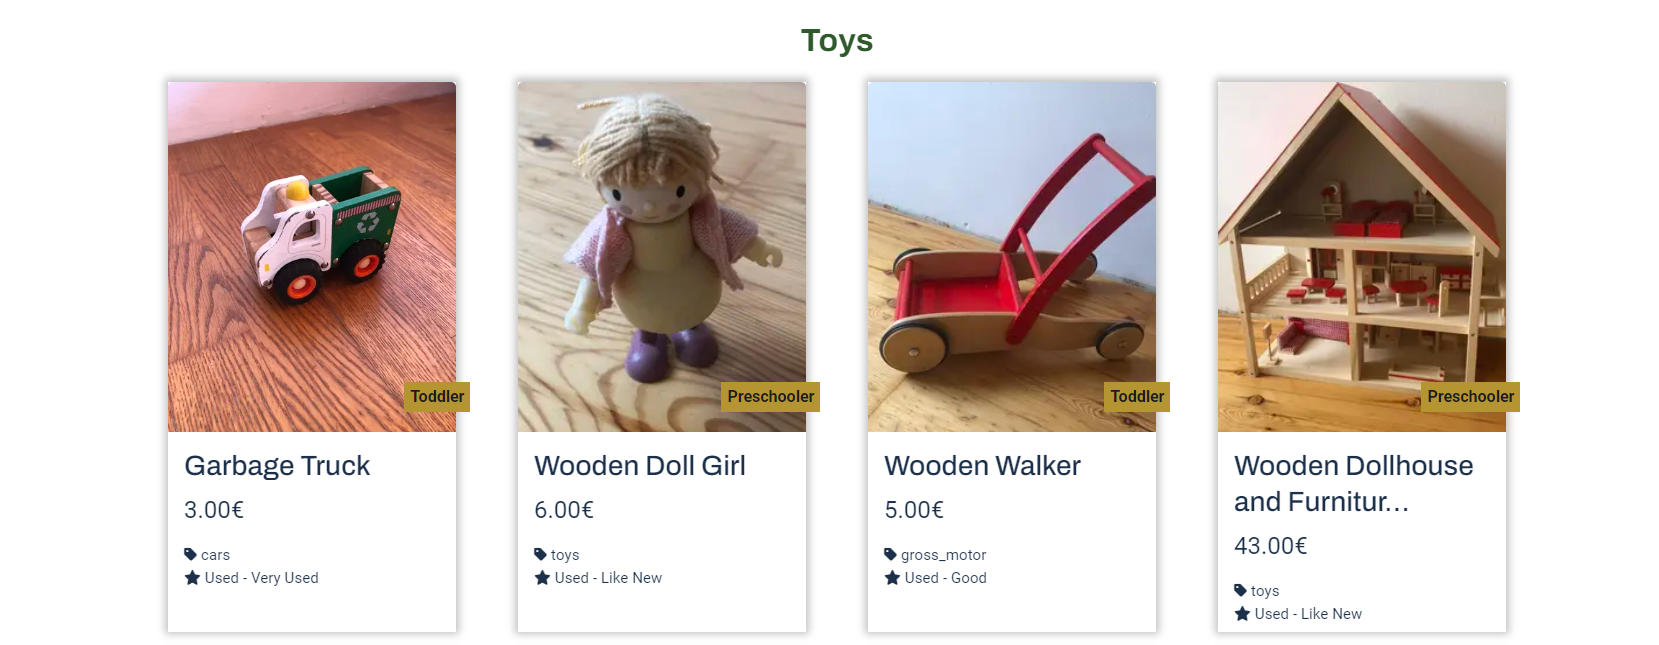 Toys
Toddler
Garbage Truck
3.00€
cars
Used - Very Used
Preschooler
Wooden Doll Girl
6.00€
toys
Used - Like New
Toddler
Wooden Walker
5.00€
gross_motor
Used - Good
Preschooler
Wooden Dollhouse
and Furnitur...
43.00€
toys
Used - Like New